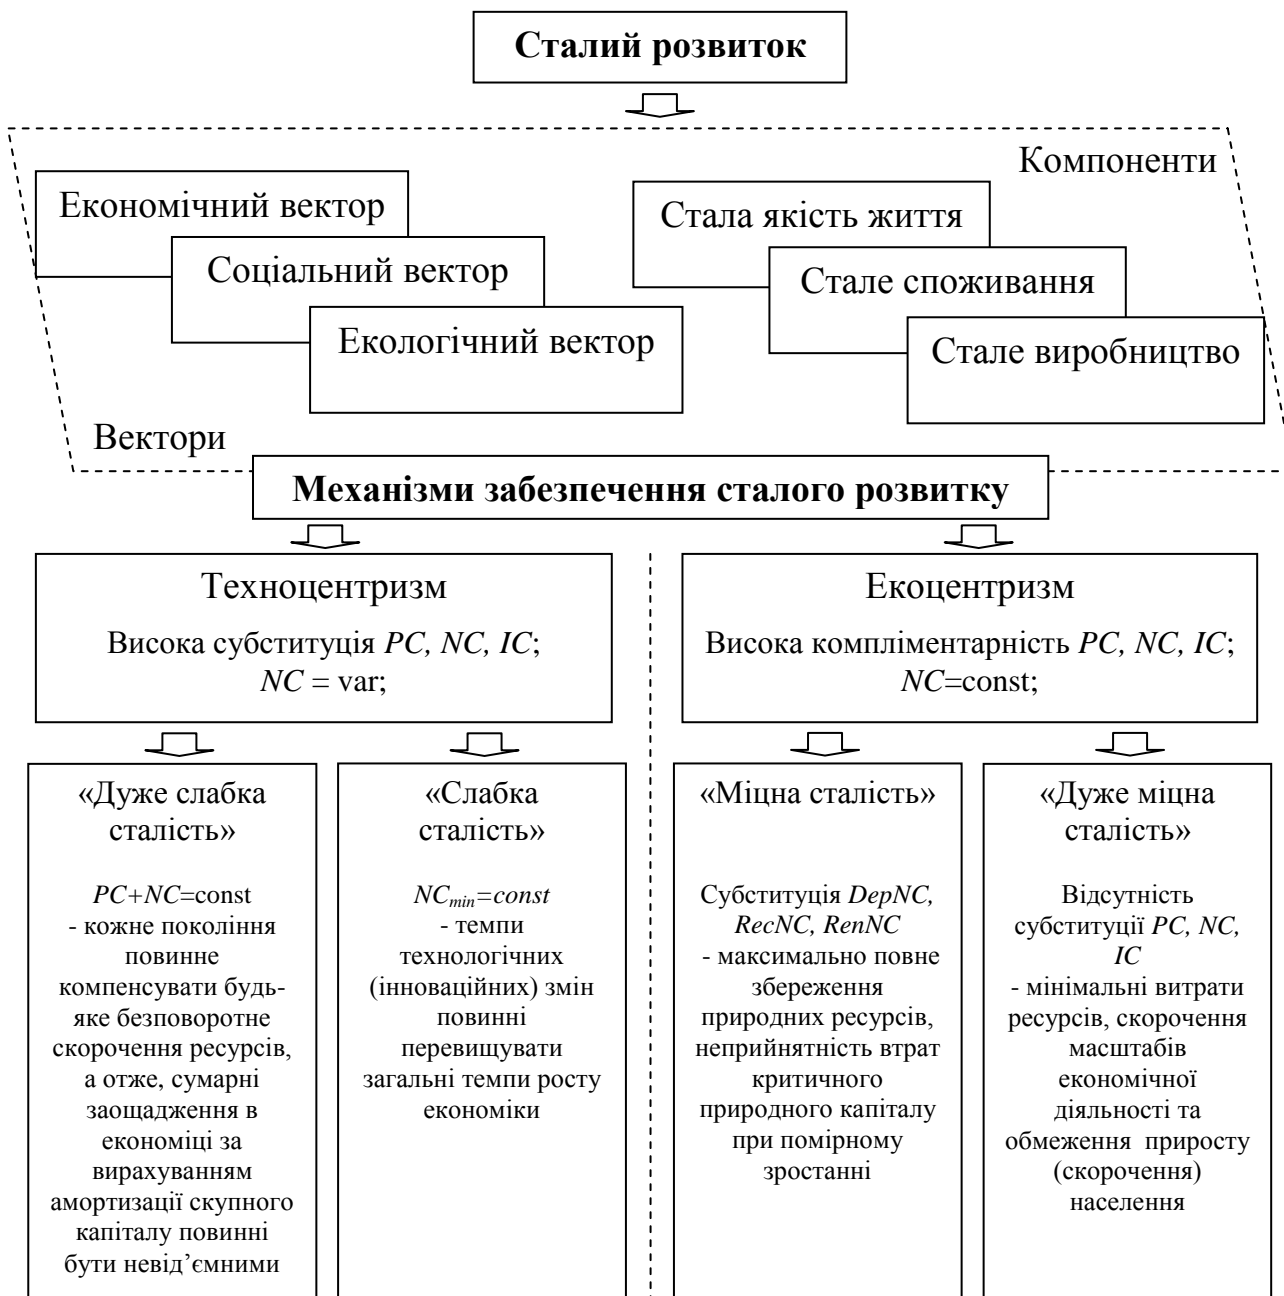 Сталий розвиток
Компоненти
Економічний вектор
Соціальний вектор
Екологічний вектор
Стала якість життя
Стале споживання
Стале виробництво
Вектори
Механізми забезпечення сталого розвитку
Техноцентризм
Висока субституція PC, NC, IC;
NC = var;
Екоцентризм
Висока компліментарність PC, NC, IC;
NC=const;
«Дуже слабка
сталість»
PC+NC=const
- кожне покоління
повинне
компенсувати будь-
яке безповоротне
скорочення ресурсів,
а отже, сумарні
заощадження в
економіці за
вирахуванням
амортизації скупного
капіталу повинні
бути невід’ємними
«Слабка
сталість»
NCmin=const
- темпи
технологічних
(інноваційних) змін
повинні
перевищувати
загальні темпи росту
економіки
«Міцна сталість»
Субституція DepNC,
RecNC, RenNC
- максимально повне
збереження
природних ресурсів,
неприйнятність втрат
критичного
природного капіталу
при помірному
зростанні
«Дуже міцна
сталість»
Відсутність
субституції PC, NC,
IC
- мінімальні витрати
ресурсів, скорочення
масштабів
економічної
діяльності та
обмеження приросту
(скорочення)
населення